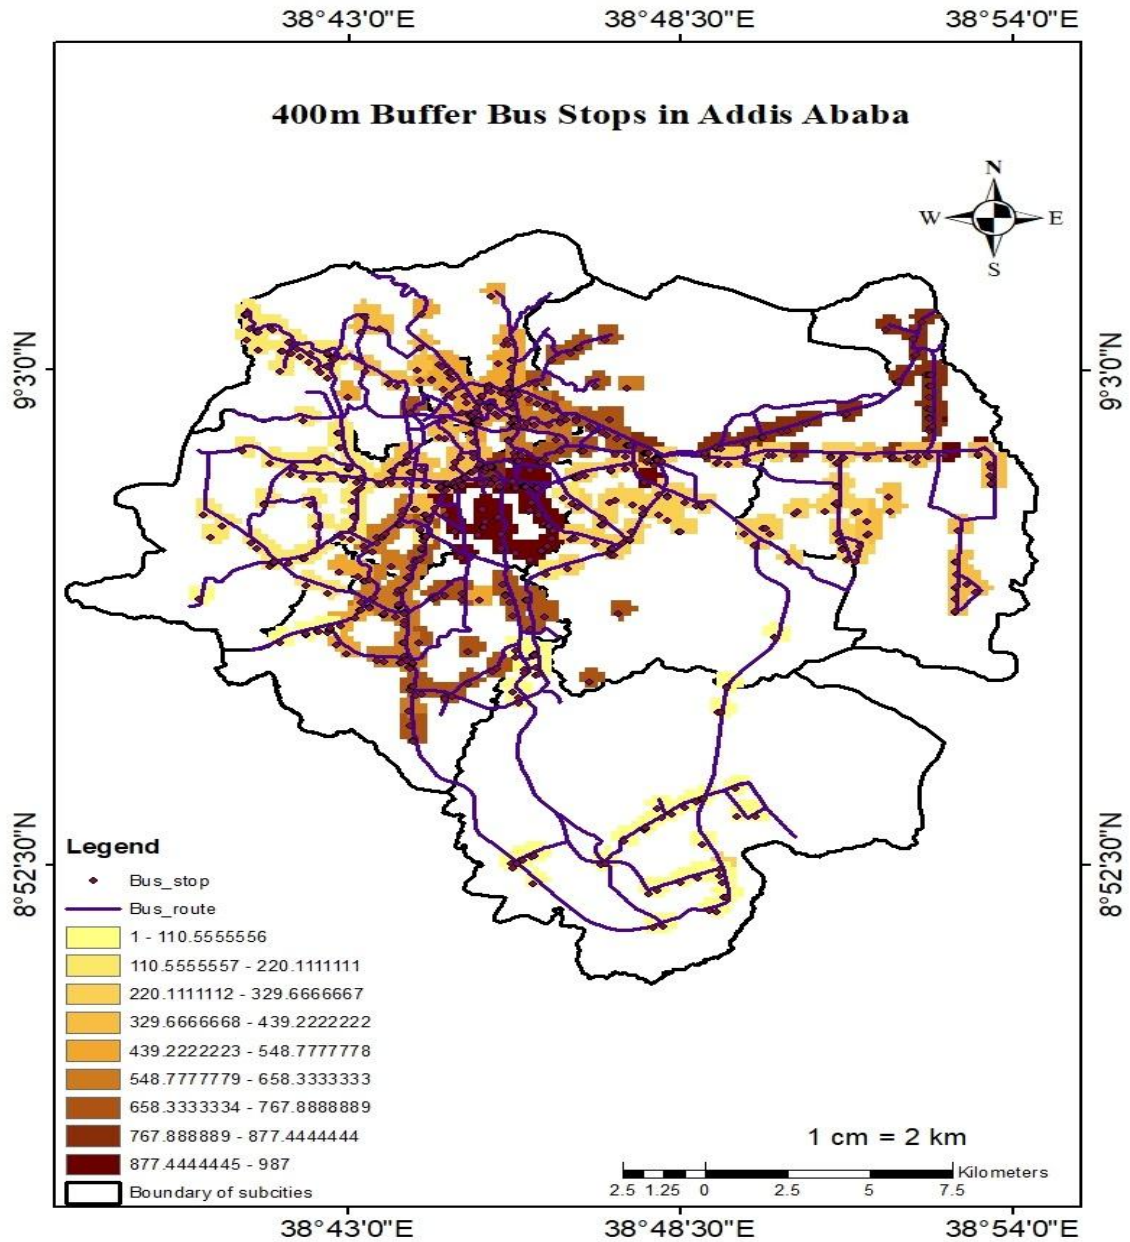 38°43'0"E 38°48'30"E 38°54'0"E
400m Buffer Bus Stops in Addis Ababa
N
W E
S
9°3'0"N 9°3'0"N
8°52'30"N 8°52'30"N
Legend
Bus_stop
Bus_route
1 - 110.5555556
110.5555557 - 220.1111111
220.1111112 - 329.6666667
329.6666668 - 439.2222222
439.2222223 - 548.7777778
548.7777779 - 658.3333333
658.3333334 - 767.8888889
767.888889 - 877.4444444
877.4444445 - 987
Boundary of subcities
1 cm = 2 km
Kilometers
2.5 1.25 0 2.5 5 7.5
38°43'0"E 38°48'30"E 38°54'0"E